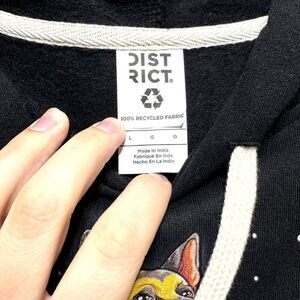 DIST
RICT®
100% RECYCLED FABRIC
L G G
Made In India
Fabriqué En Inde
Hecho En La India